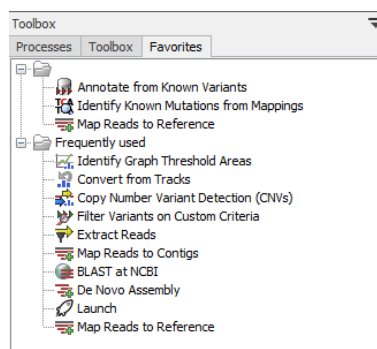 Toolbox
Processes Toolbox Favorites
Annotate from Known Variants
Identify Known Mutations from Mappings
Map Reads to Reference
Frequently used
Identify Graph Threshold Areas
Convert from Tracks
Copy Number Variant Detection (CNVs)
Filter Variants on Custom Criteria
Extract Reads
Map Reads to Contigs
BLAST at NCBI
De Novo Assembly
Launch
Map Reads to Reference